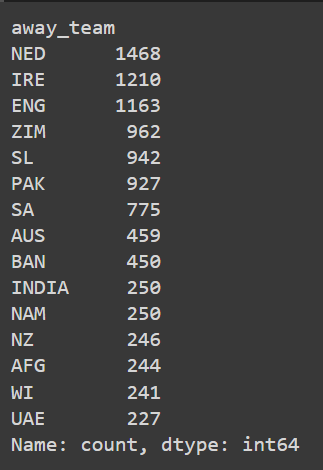 away_team
NED 1468
IRE 1210
ENG 1163
ZIM 962
SL 942
PAK 927
SA 775
AUS 459
BAN 450
INDIA 250
NAM 250
NZ 246
AFG 244
WI 241
UAE 227
Name: count, dtype: int64